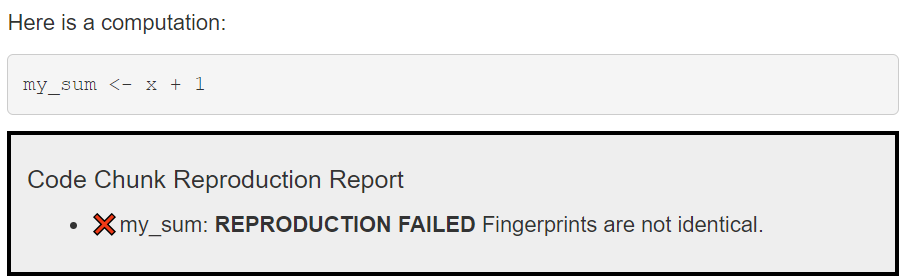 Here is a computation:
my_sum <- x + 1
Code Chunk Reproduction Report
• ❌my_sum: REPRODUCTION FAILED Fingerprints are not identical.